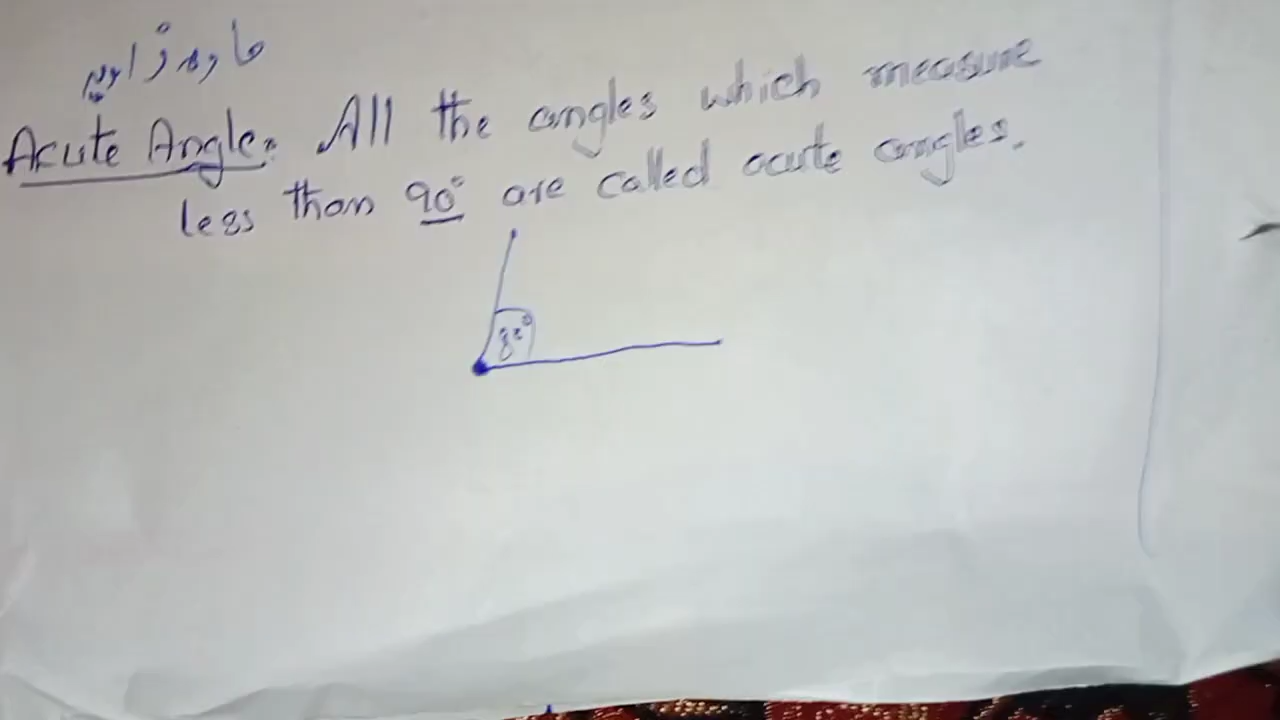 حادہ زاویہ
Acute Angle: All the angles which measure
less than 90° are called acute angles.